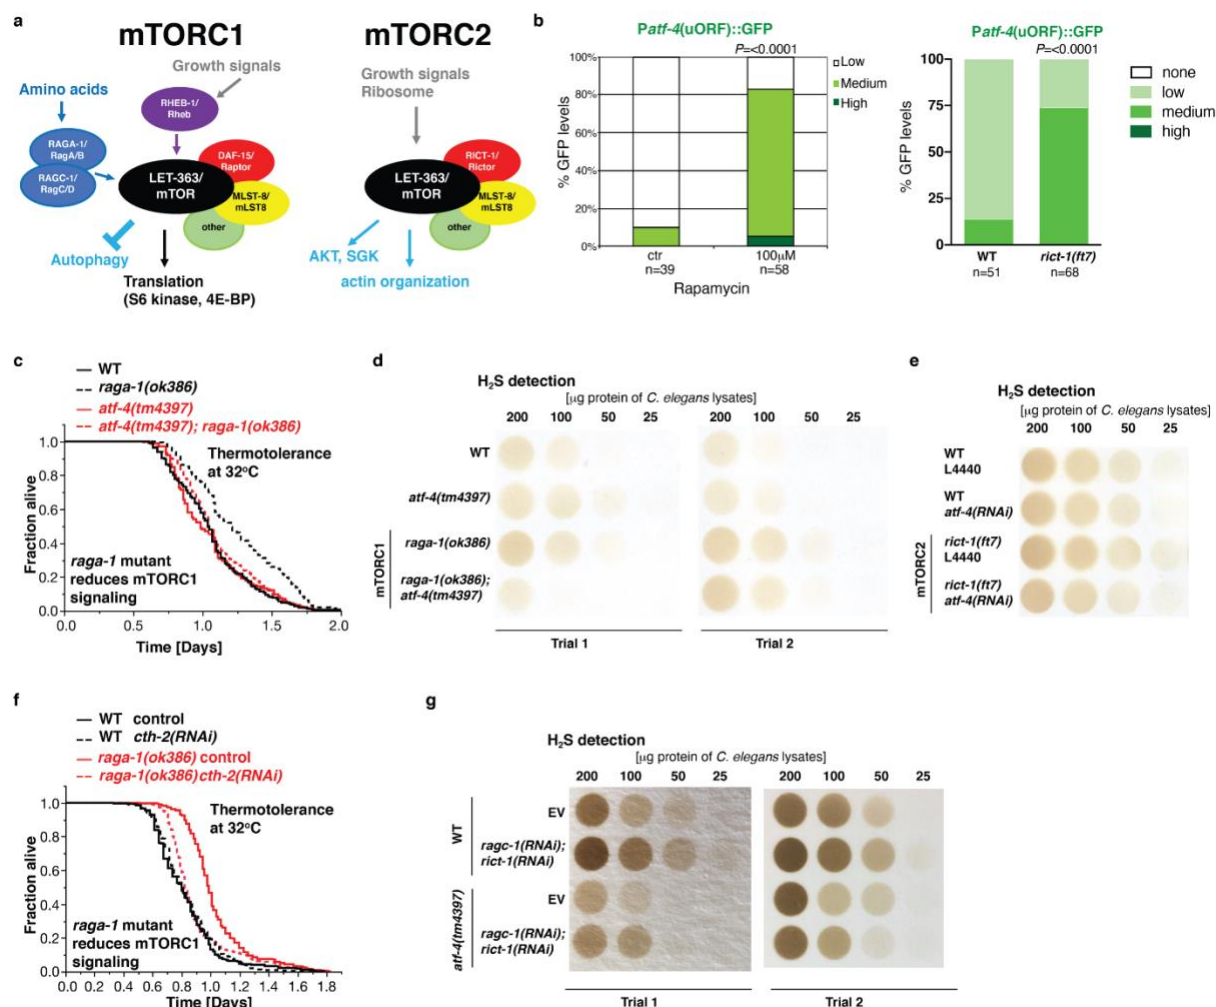 a
mTORC1
mTORC2
Growth signals
Amino acids
RHEB-1/
Rheb
RAGA-1/
RagA/B
RAGC-1/
RagC/D
DAF-15/
Raptor
LET-363/
mTOR
MLST-8/
mLST8
other
Autophagy
Translation
(S6 kinase, 4E-BP)
Growth signals
Ribosome
RICT-1/
Rictor
LET-363/
mTOR
MLST-8/
mLST8
other
AKT, SGK
actin organization
b
Patf-4(uORF)::GFP
P=<0.0001
100%
80%
60%
40%
20%
0%
% GFP levels
Low
Medium
High
ctr
n=39
100µM
n=58
Rapamycin
Patf-4(uORF)::GFP
P=<0.0001
100
75
50
25
0
% GFP levels
none
low
medium
high
WT
n=51
rict-1(ft7)
n=68
c
WT
raga-1(ok386)
atf-4(tm4397)
atf-4(tm4397); raga-1(ok386)
Thermotolerance
at 32°C
raga-1 mutant
reduces mTORC1
signaling
Fraction alive
1.0
0.8
0.6
0.4
0.2
0.0
0.0 0.5 1.0 1.5 2.0
Time [Days]
d
H2S detection
[µg protein of C. elegans lysates]
200 100 50 25 200 100 50 25
WT
atf-4(tm4397)
mTORC1
raga-1(ok386)
raga-1(ok386);
atf-4(tm4397)
Trial 1
Trial 2
e
H2S detection
[µg protein of C. elegans lysates]
200 100 50 25
WT
L4440
WT
atf-4(RNAi)
mTORC2
rict-1(ft7)
L4440
rict-1(ft7)
atf-4(RNAi)
f
WT control
WT cth-2(RNAi)
raga-1(ok386) control
raga-1(ok386)cth-2(RNAi)
Thermotolerance
at 32°C
raga-1 mutant
reduces mTORC1
signaling
Fraction alive
1.0
0.8
0.6
0.4
0.2
0.0
0.0 0.2 0.4 0.6 0.8 1.0 1.2 1.4 1.6 1.8
Time [Days]
g
H2S detection
[µg protein of C. elegans lysates]
200 100 50 25 200 100 50 25
WT
EV
ragc-1(RNAi);
rict-1(RNAi)
atf-4(tm4397)
EV
ragc-1(RNAi);
rict-1(RNAi)
Trial 1
Trial 2